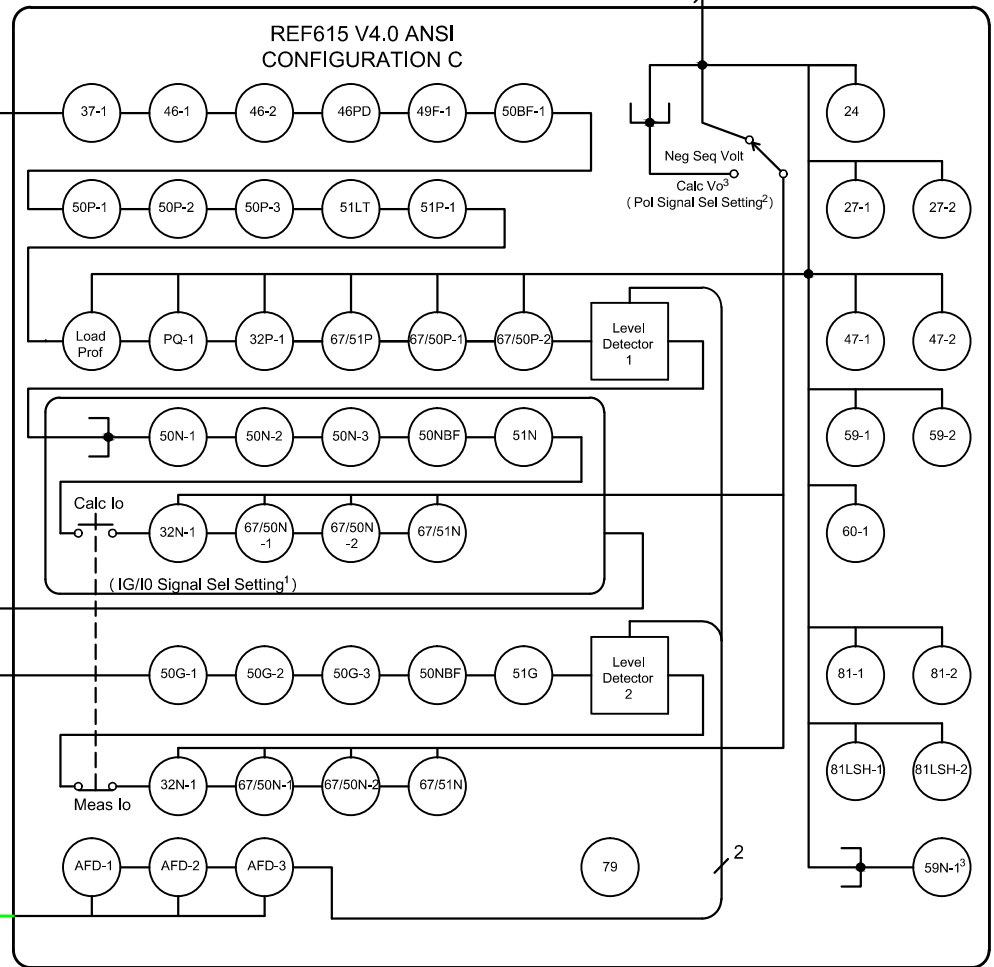 REF615 V4.0 ANSI
CONFIGURATION C
37-1
46-1
46-2
46PD
49F-1
50BF-1
24
Neg Seq Volt
Calc Vo³
( Pol Signal Sel Setting² )
50P-1
50P-2
50P-3
51LT
51P-1
27-1
27-2
Load
Prof
PQ-1
32P-1
67/51P
67/50P-1
67/50P-2
Level
Detector
1
47-1
47-2
50N-1
50N-2
50N-3
50NBF
51N
59-1
59-2
Calc Io
32N-1
67/50N
-1
67/50N
-2
67/51N
60-1
( IG/I0 Signal Sel Setting¹ )
50G-1
50G-2
50G-3
50NBF
51G
Level
Detector
2
81-1
81-2
Meas Io
32N-1
67/50N-1
67/50N-2
67/51N
81LSH-1
81LSH-2
AFD-1
AFD-2
AFD-3
79
2
59N-1³